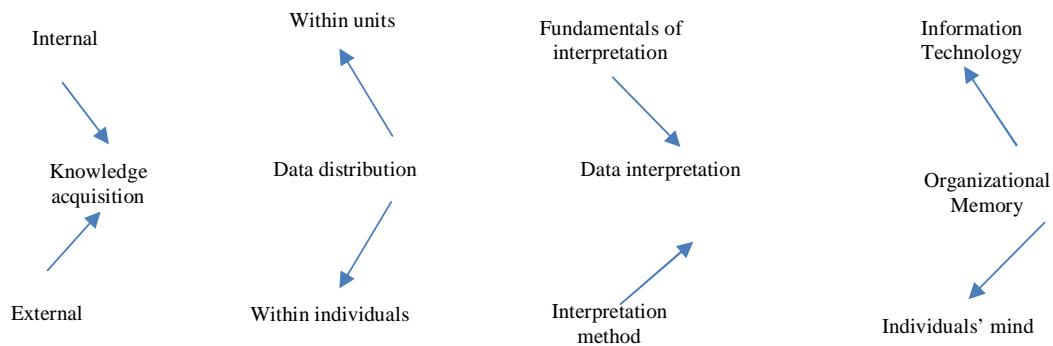 Within units
Fundamentals of
interpretation
Information
Technology
Internal
Knowledge
acquisition
Data distribution
Data interpretation
Organizational
Memory
External
Within individuals
Interpretation
method
Individuals' mind